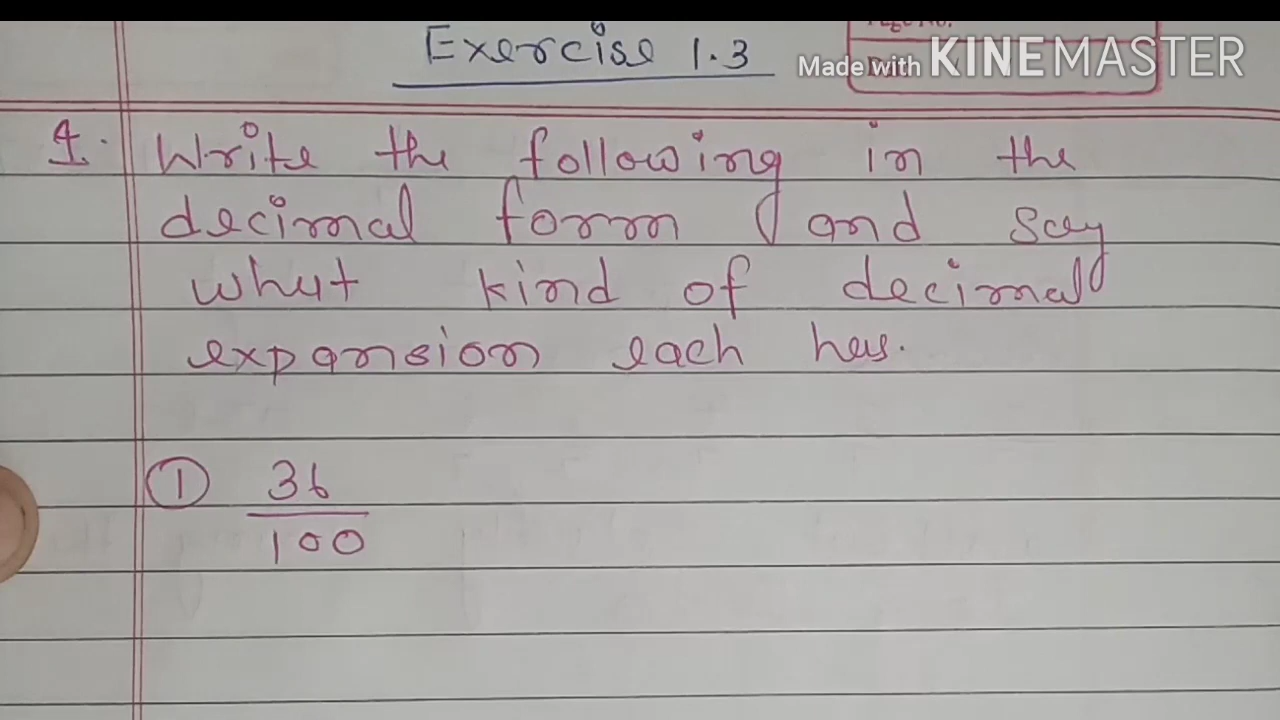 Exercise 1.3
Made with KINEMASTER
1. Write the following in the
decimal form and say
what kind of decimal
expansion each has.
① 36
100